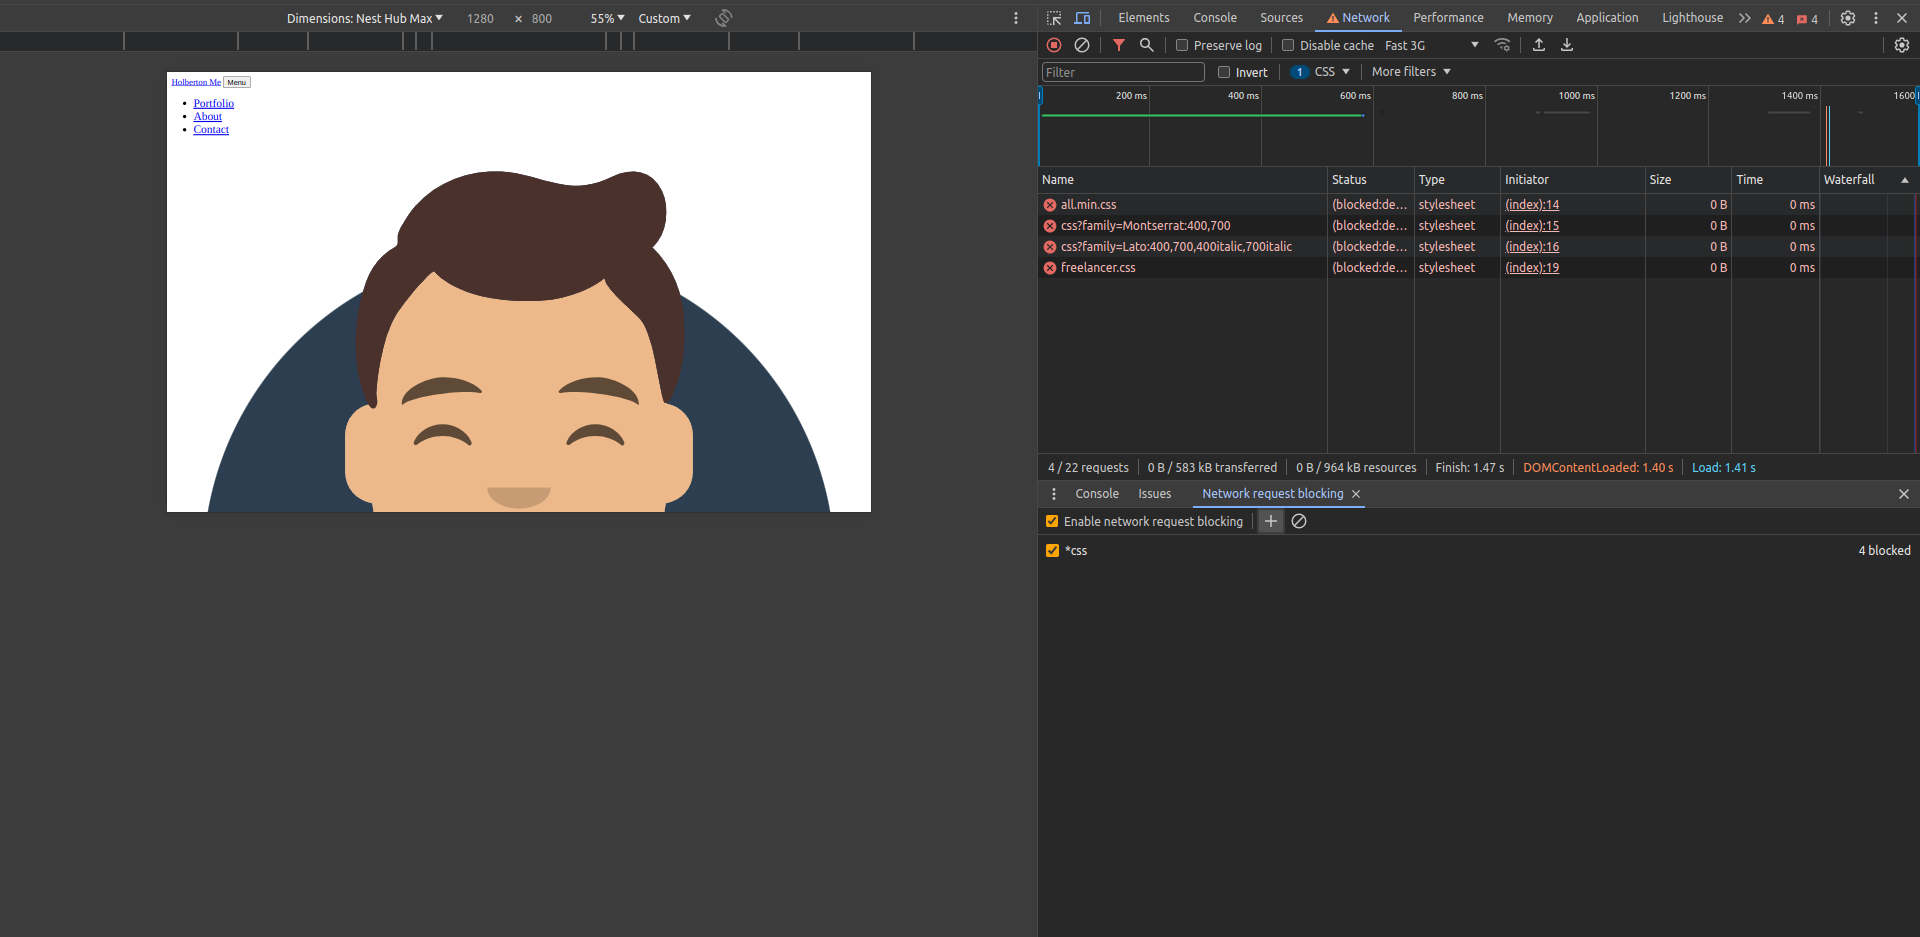 Dimensions: Nest Hub Max 1280 × 800 55% Custom
Holberton Me Menu
Portfolio
About
Contact
Elements Console Sources Network Performance Memory Application Lighthouse 4 4
Preserve log Disable cache Fast 3G
Filter Invert 1 CSS More filters
200 ms 400 ms 600 ms 800 ms 1000 ms 1200 ms 1400 ms 1600
Name Status Type Initiator Size Time Waterfall
all.min.css (blocked:de... stylesheet (index):14 0 B 0 ms
css?family=Montserrat:400,700 (blocked:de... stylesheet (index):15 0 B 0 ms
css?family=Lato:400,700,400italic,700italic (blocked:de... stylesheet (index):16 0 B 0 ms
freelancer.css (blocked:de... stylesheet (index):19 0 B 0 ms
4 / 22 requests 0 B / 583 kB transferred 0 B / 964 kB resources Finish: 1.47 s DOMContentLoaded: 1.40 s Load: 1.41 s
Console Issues Network request blocking
Enable network request blocking
*css 4 blocked